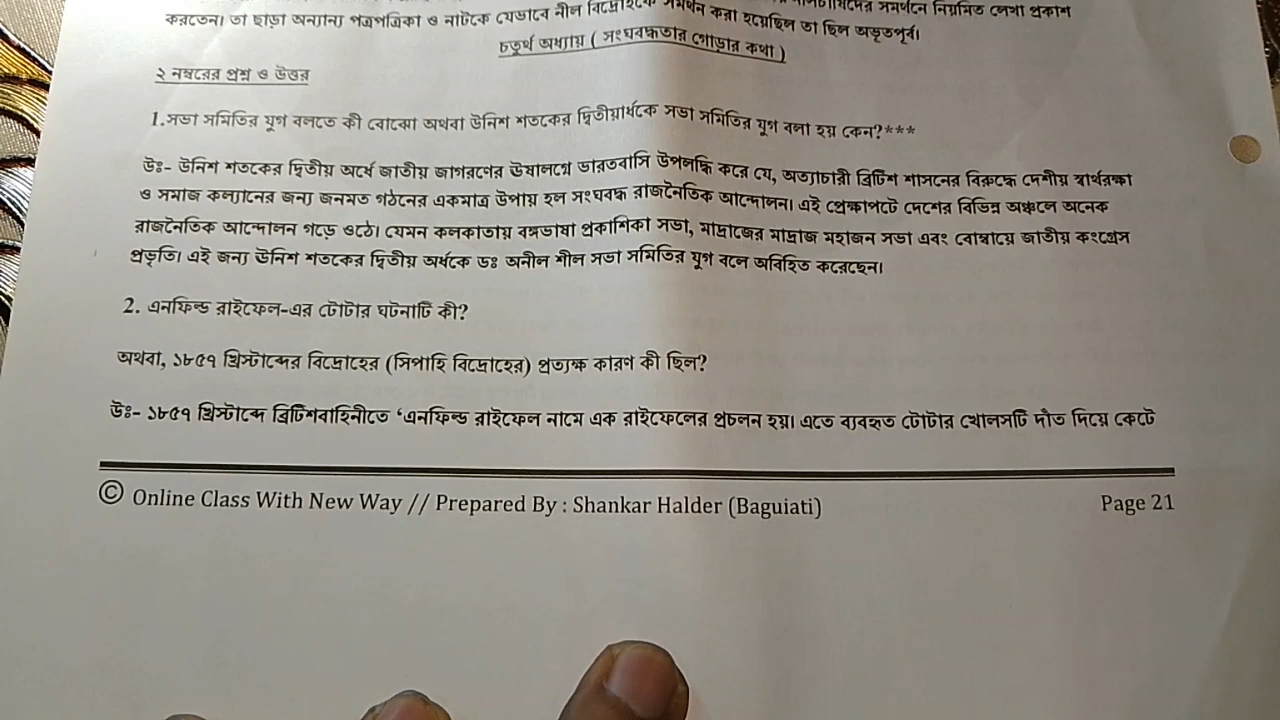 করতেন। তা ছাড়া অন্যান্য পত্রপত্রিকা ও নাটকে যেভাবে নীল বিদ্রোহকে সমর্থন করা হয়েছিল তা ছিল অভূতপূর্ব।
সমর্থনে নিয়মিত লেখা প্রকাশ
চতুর্থ অধ্যায় ( সংঘবদ্ধতার গোড়ার কথা )
২ নম্বরের প্রশ্ন ও উত্তর
1.সভা সমিতির যুগ বলতে কী বোঝো অথবা উনিশ শতকের দ্বিতীয়ার্ধকে সভা সমিতির যুগ বলা হয় কেন?***
উঃ- উনিশ শতকের দ্বিতীয় অর্ধে জাতীয় জাগরণের ঊষালগ্নে ভারতবাসি উপলব্ধি করে যে, অত্যাচারী ব্রিটিশ শাসনের বিরুদ্ধে দেশীয় স্বার্থরক্ষা
ও সমাজ কল্যানের জন্য জনমত গঠনের একমাত্র উপায় হল সংঘবদ্ধ রাজনৈতিক আন্দোলন। এই প্রেক্ষাপটে দেশের বিভিন্ন অঞ্চলে অনেক
রাজনৈতিক আন্দোলন গড়ে ওঠে। যেমন কলকাতায় বঙ্গভাষা প্রকাশিকা সভা, মাদ্রাজের মাদ্রাজ মহাজন সভা এবং বোম্বায়ে জাতীয় কংগ্রেস
প্রভৃতি। এই জন্য ঊনিশ শতকের দ্বিতীয় অর্ধকে ডঃ অনীল শীল সভা সমিতির যুগ বলে অবিহিত করেছেন।
2. এনফিল্ড রাইফেল-এর টোটার ঘটনাটি কী?
অথবা, ১৮৫৭ খ্রিস্টাব্দের বিদ্রোহের (সিপাহি বিদ্রোহের) প্রত্যক্ষ কারণ কী ছিল?
উঃ- ১৮৫৭ খ্রিস্টাব্দে ব্রিটিশবাহিনীতে ‘এনফিল্ড রাইফেল নামে এক রাইফেলের প্রচলন হয়। এতে ব্যবহৃত টোটার খোলসটি দাঁত দিয়ে কেটে
© Online Class With New Way // Prepared By : Shankar Halder (Baguiati) Page 21